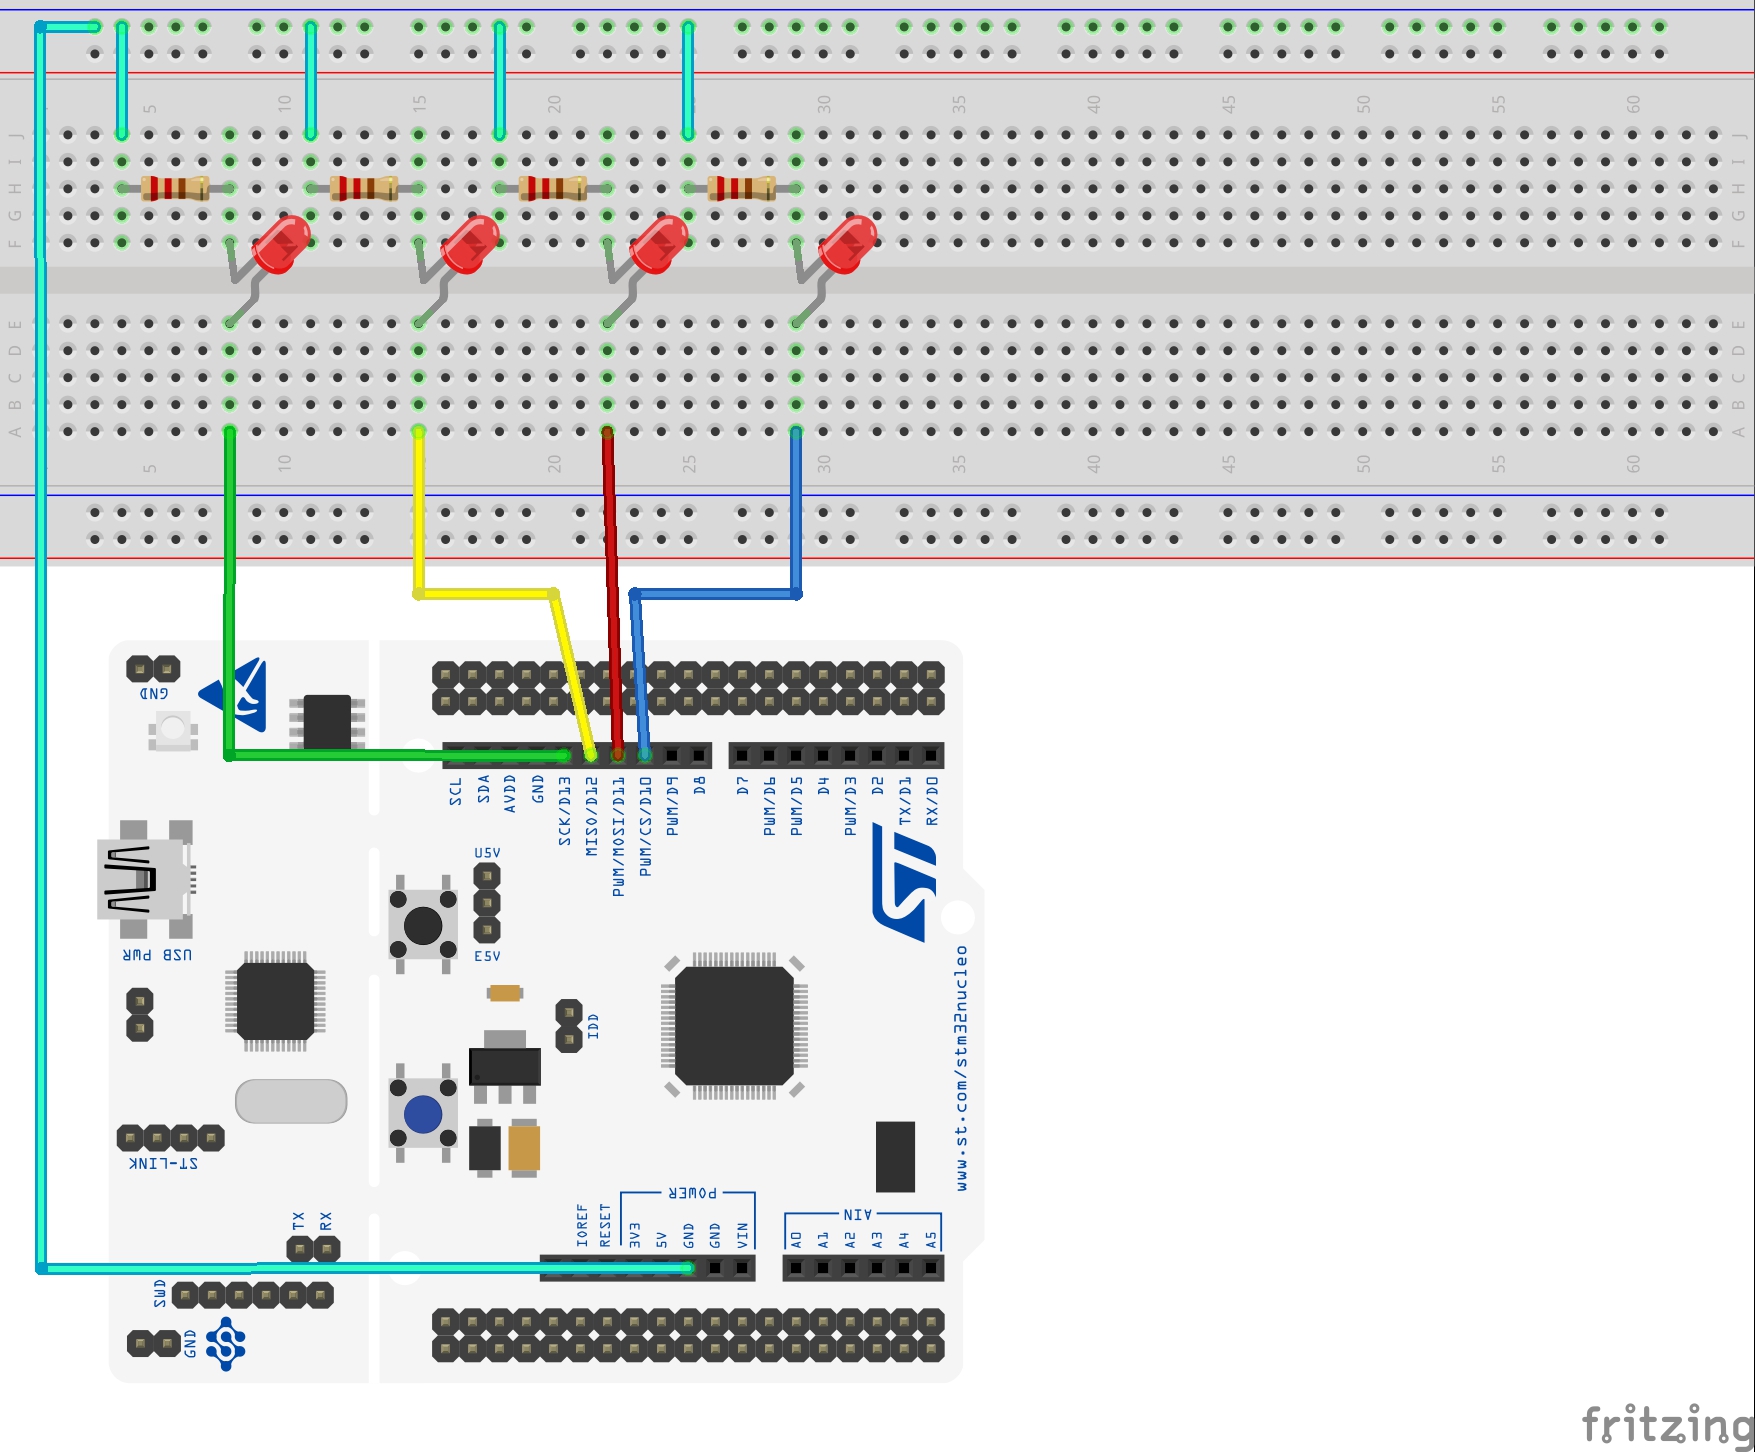 5 10 15 20 30 35 40 45 50 55 60
J J
I I
H H
G G
F F
E E
D D
C C
B B
A A
5 10 20 25 30 35 40 45 50 55 60
GND
SCL SDA AVDD GND SCK/D13 MISO/D12 PWM/MOSI/D11 PWM/CS/D10 PWM/D9 D8 D7 PWM/D6 PWM/D5 D4 PWM/D3 D2 TX/D1 RX/D0
U5V
E5V
USB PWR
IDD
www.st.com/stm32nucleo
ST-LINK
POWER
TX RX
IOREF RESET 3V3 5V GND GND VIN
AIN
A0 A1 A2 A3 A4 A5
SWD
GND
fritzing